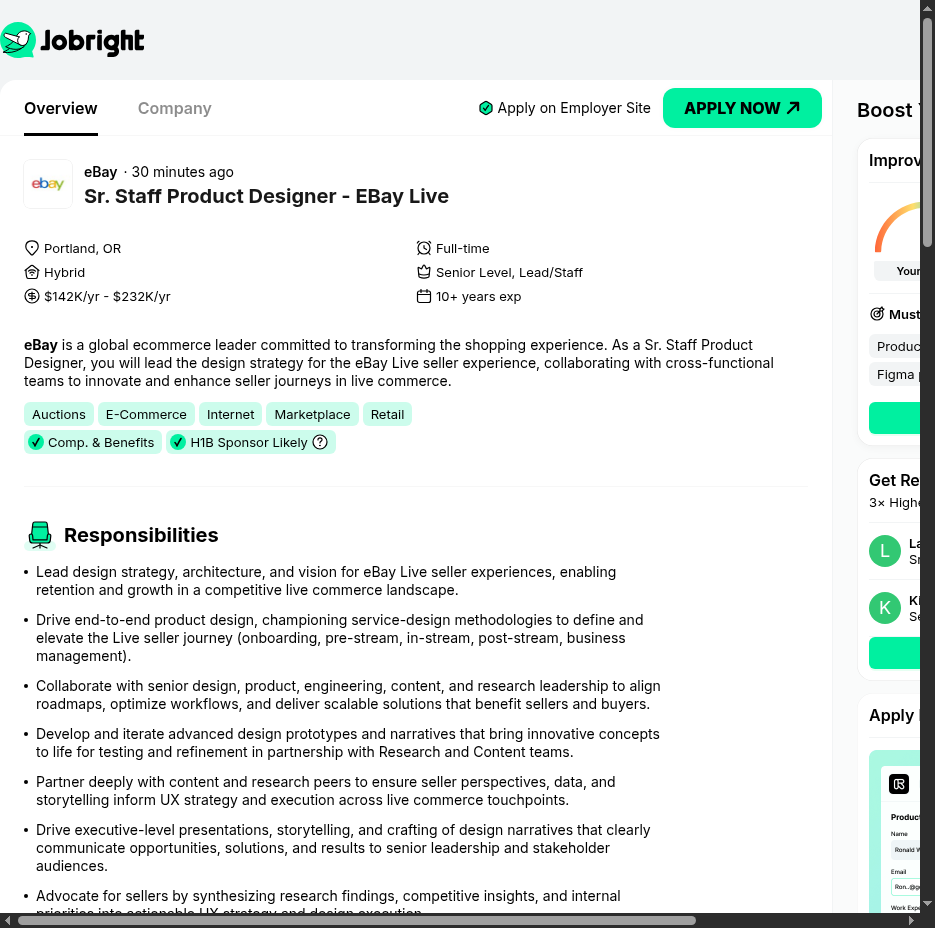 Jobright
Overview
Company
Apply on Employer Site
APPLY NOW
eBay · 30 minutes ago
Sr. Staff Product Designer - EBay Live
ebay
Portland, OR
Full-time
Hybrid
Senior Level, Lead/Staff
$142K/yr - $232K/yr
10+ years exp
eBay is a global ecommerce leader committed to transforming the shopping experience. As a Sr. Staff Product
Designer, you will lead the design strategy for the eBay Live seller experience, collaborating with cross-functional
teams to innovate and enhance seller journeys in live commerce.
Auctions
E-Commerce
Internet
Marketplace
Retail
Comp. & Benefits
H1B Sponsor Likely
Responsibilities
• Lead design strategy, architecture, and vision for eBay Live seller experiences, enabling
retention and growth in a competitive live commerce landscape.
• Drive end-to-end product design, championing service-design methodologies to define and
elevate the Live seller journey (onboarding, pre-stream, in-stream, post-stream, business
management).
• Collaborate with senior design, product, engineering, content, and research leadership to align
roadmaps, optimize workflows, and deliver scalable solutions that benefit sellers and buyers.
• Develop and iterate advanced design prototypes and narratives that bring innovative concepts
to life for testing and refinement in partnership with Research and Content teams.
• Partner deeply with content and research peers to ensure seller perspectives, data, and
storytelling inform UX strategy and execution across live commerce touchpoints.
• Drive executive-level presentations, storytelling, and crafting of design narratives that clearly
communicate opportunities, solutions, and results to senior leadership and stakeholder
audiences.
• Advocate for sellers by synthesizing research findings, competitive insights, and internal
priorities into actionable UX strategy and design execution.
Boost
Improv
Your
Must
Produc
Figma
Get Re
3× Highe
L
La
Sr
K
Ki
Se
Apply
Product
Name
Ronald W
Email
Ron..@g
Work Expe